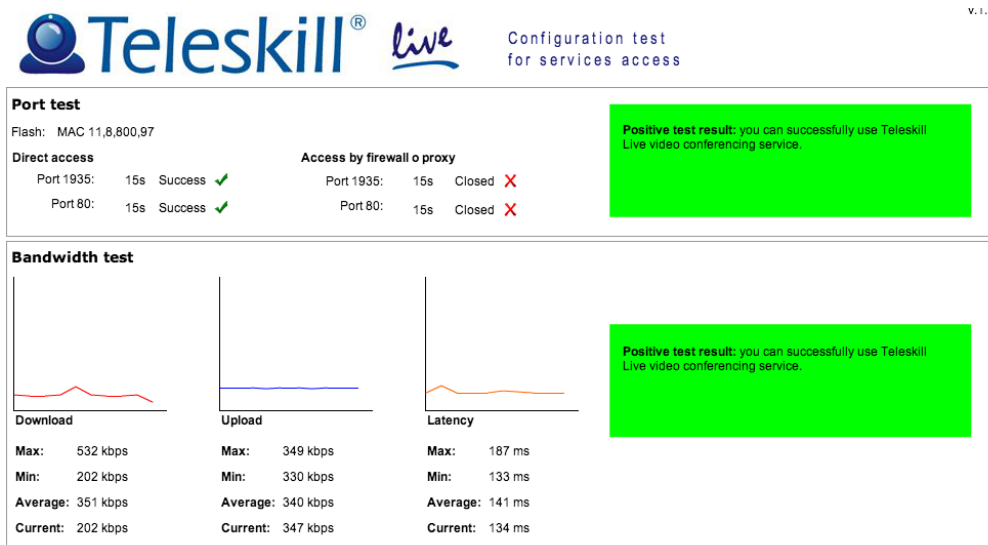 v.1.
Teleskill® live
Configuration test
for services access
Port test
Flash: MAC 11,8,800,97
Direct access
Port 1935: 15s Success
Port 80: 15s Success
Access by firewall o proxy
Port 1935: 15s Closed
Port 80: 15s Closed
Positive test result: you can successfully use Teleskill
Live video conferencing service.
Bandwidth test
Download
Max: 532 kbps
Min: 202 kbps
Average: 351 kbps
Current: 202 kbps
Upload
Max: 349 kbps
Min: 330 kbps
Average: 340 kbps
Current: 347 kbps
Latency
Max: 187 ms
Min: 133 ms
Average: 141 ms
Current: 134 ms
Positive test result: you can successfully use Teleskill
Live video conferencing service.